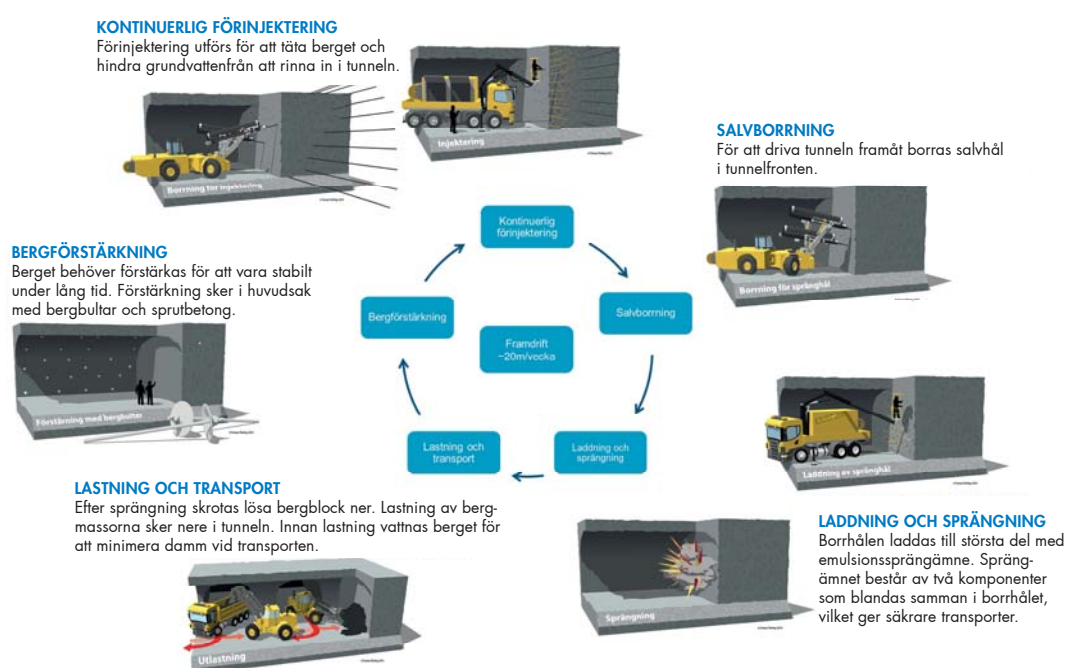 KONTINUERLIG FÖRINJEKTERING
Förinjektering utförs för att täta berget och
hindra grundvattenfrån att rinna in i tunneln.
Borrning för injektering
Injektering
SALVBORRNING
För att driva tunneln framåt borras salvhål
i tunnelfronten.
Borrning för spränghål
BERGFÖRSTÄRKNING
Berget behöver förstärkas för att vara stabilt
under lång tid. Förstärkning sker i huvudsak
med bergbultar och sprutbetong.
Förstärning med bergbultar
Kontinuerlig
förinjektering
Salvborrning
Bergförstärkning
Framdrift
~20m/vecka
Lastning och
transport
Laddning och
sprängning
Laddning av spränghål
LASTNING OCH TRANSPORT
Efter sprängning skrotas lösa bergblock ner. Lastning av berg-
massorna sker nere i tunneln. Innan lastning vattnas berget för
att minimera damm vid transporten.
Utlastning
Sprängning
LADDNING OCH SPRÄNGNING
Borrhålen laddas till största del med
emulsionssprängämne. Spräng-
ämnet består av två komponenter
som blandas samman i borrhålet,
vilket ger säkrare transporter.